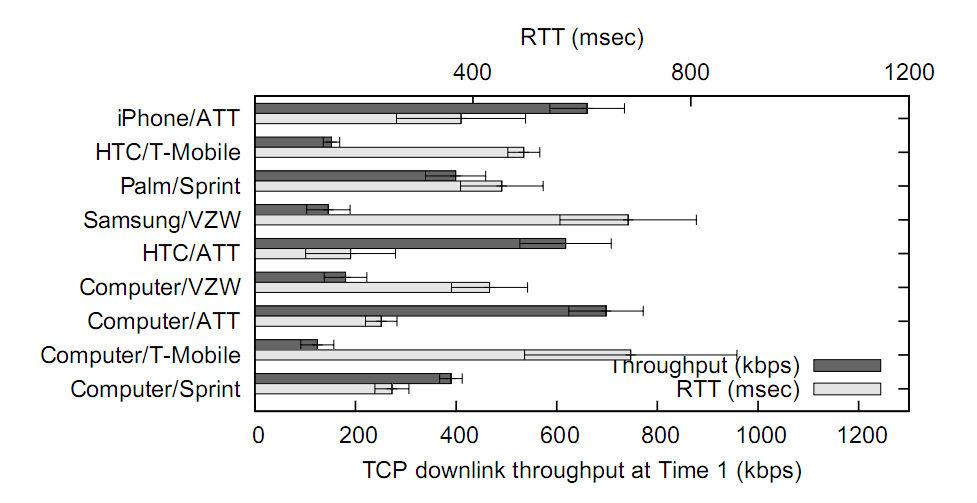 RTT (msec)
400 800 1200
iPhone/ATT
HTC/T-Mobile
Palm/Sprint
Samsung/VZW
HTC/ATT
Computer/VZW
Computer/ATT
Computer/T-Mobile
Throughput (kbps)
Computer/Sprint
RTT (msec)
0 200 400 600 800 1000 1200
TCP downlink throughput at Time 1 (kbps)